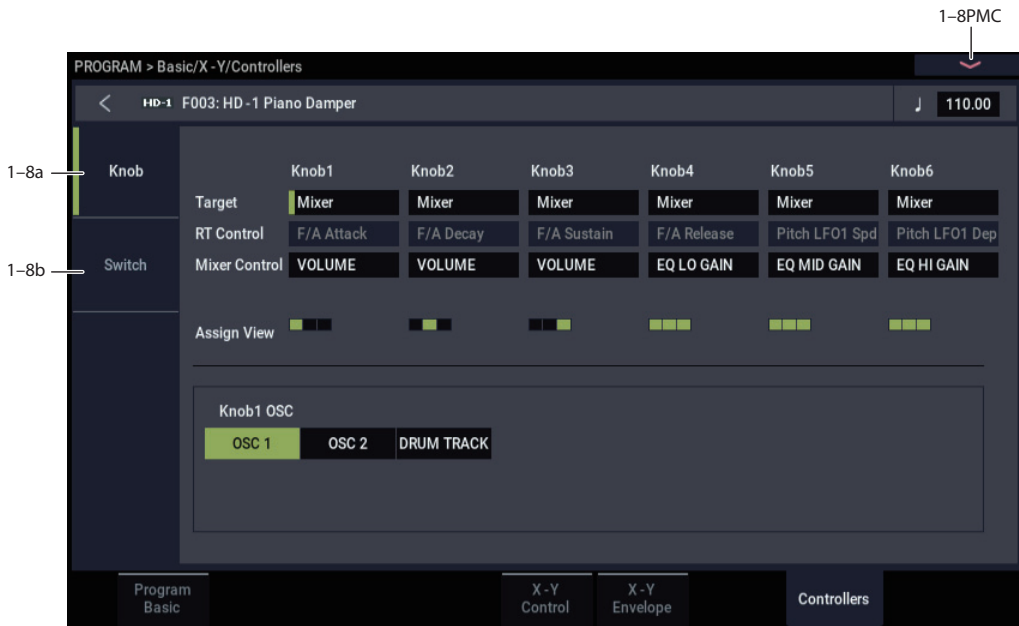 1–8PMC
PROGRAM > Basic/X-Y/Controllers
HD-1 F003: HD-1 Piano Damper
♩ 110.00
1–8a
Knob
Knob1 Knob2 Knob3 Knob4 Knob5 Knob6
Target Mixer Mixer Mixer Mixer Mixer Mixer
RT Control F/A Attack F/A Decay F/A Sustain F/A Release Pitch LFO1 Spd Pitch LFO1 Dep
1–8b
Switch
Mixer Control VOLUME VOLUME VOLUME EQ LO GAIN EQ MID GAIN EQ HI GAIN
Assign View
Knob1 OSC
OSC 1 OSC 2 DRUM TRACK
Program
Basic
X-Y
Control
X-Y
Envelope
Controllers